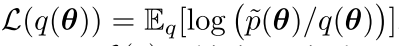 ℒ(q(𝜽)) = 𝔼_q[log (p̃(𝜽)/q(𝜽))]